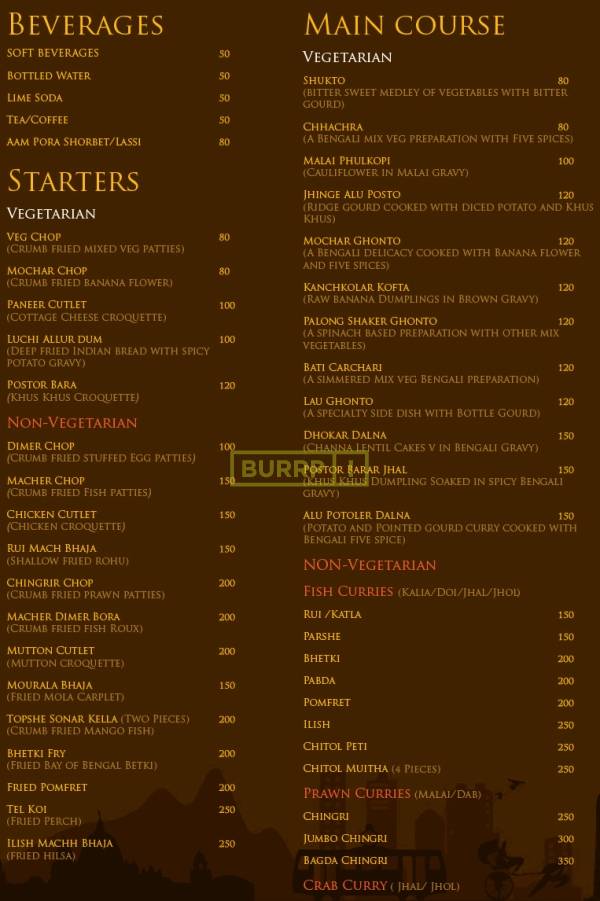 BEVERAGES
SOFT BEVERAGES 50
BOTTLED WATER 50
LIME SODA 50
TEA/COFFEE 50
AAM PORA SHORBET/LASSI 80
STARTERS
VEGETARIAN
VEG CHOP 80
(CRUMB FRIED MIXED VEG PATTIES)
MOCHAR CHOP 80
(CRUMB FRIED BANANA FLOWER)
PANEER CUTLET 100
(COTTAGE CHEESE CROQUETTE)
LUCHI ALLUR DUM 100
(DEEP FRIED INDIAN BREAD WITH SPICY
POTATO GRAVY)
POSTOR BARA 120
(KHUS KHUS CROQUETTE)
NON-VEGETARIAN
DIMER CHOP 100
(CRUMB FRIED STUFFED EGG PATTIES)
MACHER CHOP 150
(CRUMB FRIED FISH PATTIES)
CHICKEN CUTLET 150
(CHICKEN CROQUETTE)
RUI MACH BHAJA 150
(SHALLOW FRIED ROHU)
CHINGRIR CHOP 200
(CRUMB FRIED PRAWN PATTIES)
MACHER DIMER BORA 200
(CRUMB FRIED FISH ROUX)
MUTTON CUTLET 200
(MUTTON CROQUETTE)
MOURALA BHAJA 150
(FRIED MOLA CARPLET)
TOPSHE SONAR KELLA (TWO PIECES) 200
(CRUMB FRIED MANGO FISH)
BHETKI FRY 200
(FRIED BAY OF BENGAL BETKI)
FRIED POMFRET 200
TEL KOI 250
(FRIED PERCH)
ILISH MACHH BHAJA 250
(FRIED HILSA)
MAIN COURSE
VEGETARIAN
SHUKTO 80
(BITTER SWEET MEDLEY OF VEGETABLES WITH BITTER
GOURD)
CHHACHRA 80
(A BENGALI MIX VEG PREPARATION WITH FIVE SPICES)
MALAI PHULKOPI 100
(CAULIFLOWER IN MALAI GRAVY)
JHINGE ALU POSTO 120
(RIDGE GOURD COOKED WITH DICED POTATO AND KHUS
KHUS)
MOCHAR GHONTO 120
(A BENGALI DELICACY COOKED WITH BANANA FLOWER
AND FIVE SPICES)
KANCHKOLAR KOFTA 120
(RAW BANANA DUMPLINGS IN BROWN GRAVY)
PALONG SHAKER GHONTO 120
(A SPINACH BASED PREPARATION WITH OTHER MIX
VEGETABLES)
BATI CARCHARI 120
(A SIMMERED MIX VEG BENGALI PREPARATION)
LAU GHONTO 120
(A SPECIALTY SIDE DISH WITH BOTTLE GOURD)
DHOKAR DALNA 150
(CHANNA LENTIL CAKES V IN BENGALI GRAVY)
POSTOR BARAR JHAL 150
(KHUS KHUS DUMPLING SOAKED IN SPICY BENGALI
GRAVY)
ALU POTOLER DALNA 150
(POTATO AND POINTED GOURD CURRY COOKED WITH
BENGALI FIVE SPICE)
NON-VEGETARIAN
FISH CURRIES (KALIA/DOI/JHAL/JHOL)
RUI /KATLA 150
PARSHE 150
BHETKI 200
PABDA 200
POMFRET 200
ILISH 250
CHITOL PETI 250
CHITOL MUITHA (4 PIECES) 250
PRAWN CURRIES (MALAI/DAB)
CHINGRI 250
JUMBO CHINGRI 300
BAGDA CHINGRI 350
CRAB CURRY ( JHAL/ JHOL)
BURRP!